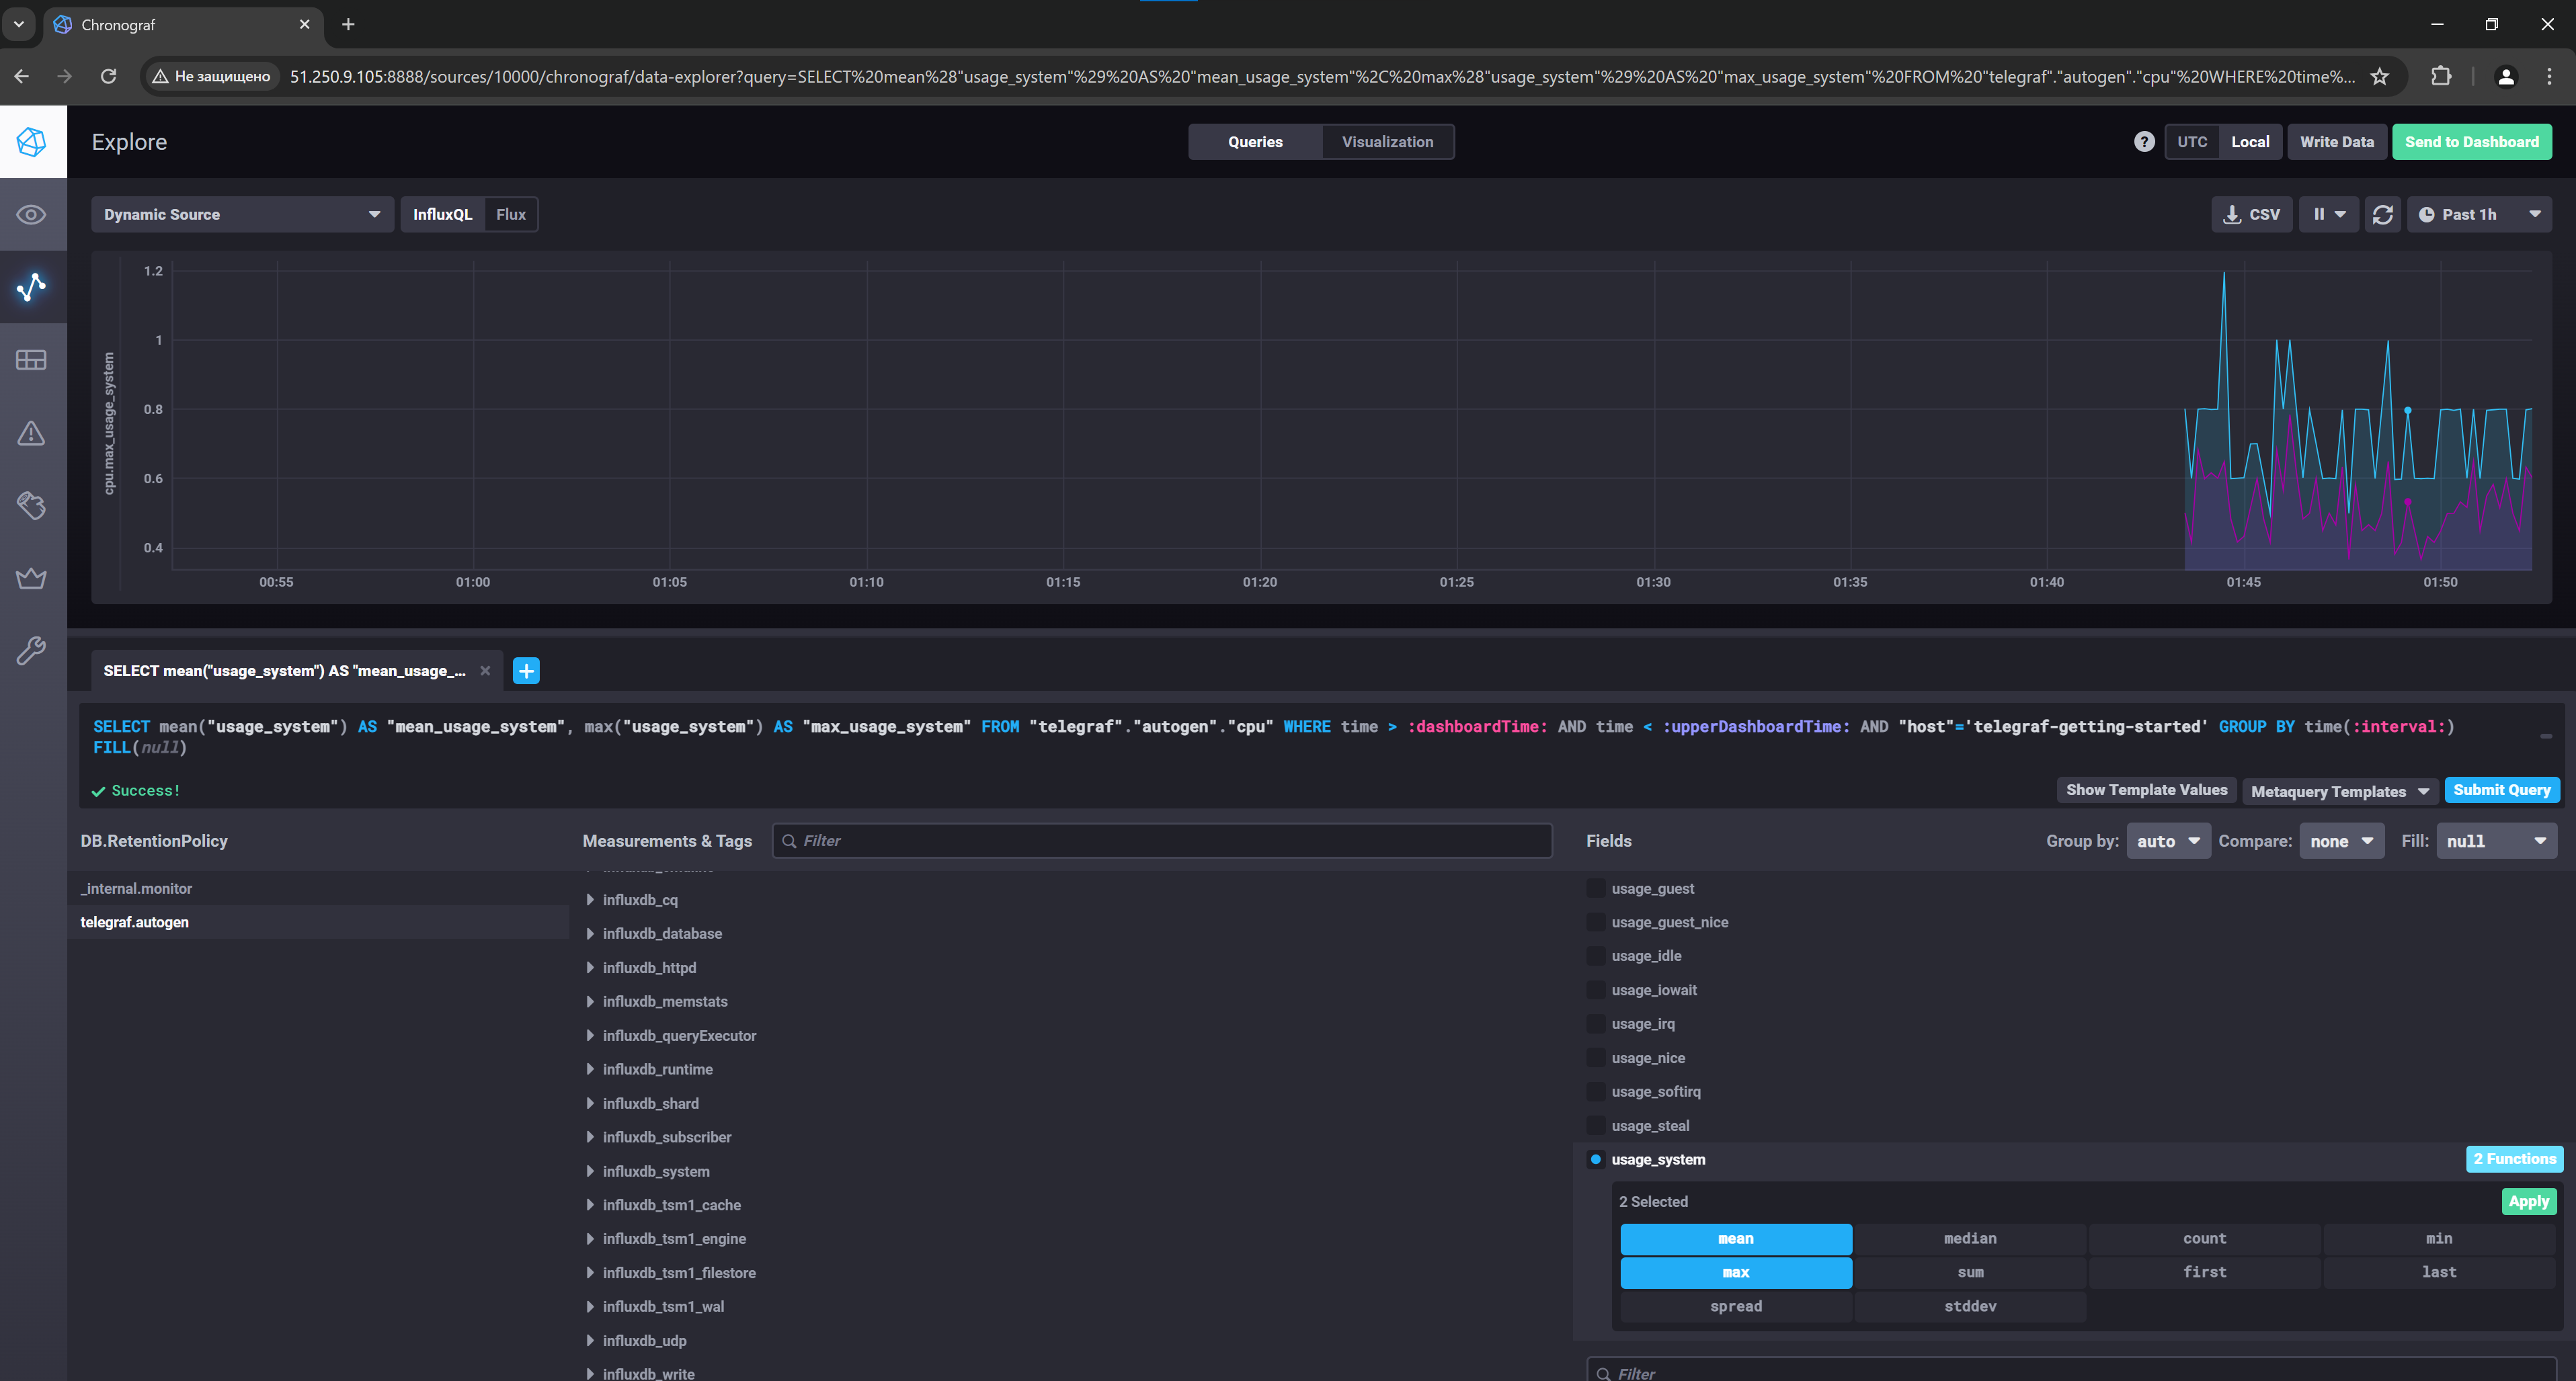 Chronograf
Не защищено
51.250.9.105:8888/sources/10000/chronograf/data-explorer?query=SELECT%20mean%28"usage_system"%29%20AS%20"mean_usage_system"%2C%20max%28"usage_system"%29%20AS%20"max_usage_system"%20FROM%20"telegraf"."autogen"."cpu"%20WHERE%20time%...
Explore
Queries
Visualization
?
UTC
Local
Write Data
Send to Dashboard
Dynamic Source
InfluxQL
Flux
CSV
Past 1h
cpu.max_usage_system
1.2
1
0.8
0.6
0.4
00:55
01:00
01:05
01:10
01:15
01:20
01:25
01:30
01:35
01:40
01:45
01:50
SELECT mean("usage_system") AS "mean_usage_...
SELECT mean("usage_system") AS "mean_usage_system", max("usage_system") AS "max_usage_system" FROM "telegraf"."autogen"."cpu" WHERE time > :dashboardTime: AND time < :upperDashboardTime: AND "host"='telegraf-getting-started' GROUP BY time(:interval:)
FILL(null)
Success!
Show Template Values
Metaquery Templates
Submit Query
DB.RetentionPolicy
Measurements & Tags
Filter
Fields
Group by:
auto
Compare:
none
Fill:
null
_internal.monitor
telegraf.autogen
influxdb_cq
influxdb_database
influxdb_httpd
influxdb_memstats
influxdb_queryExecutor
influxdb_runtime
influxdb_shard
influxdb_subscriber
influxdb_system
influxdb_tsm1_cache
influxdb_tsm1_engine
influxdb_tsm1_filestore
influxdb_tsm1_wal
influxdb_udp
influxdb_write
usage_guest
usage_guest_nice
usage_idle
usage_iowait
usage_irq
usage_nice
usage_softirq
usage_steal
usage_system
2 Functions
2 Selected
Apply
mean
median
count
min
max
sum
first
last
spread
stddev
Filter